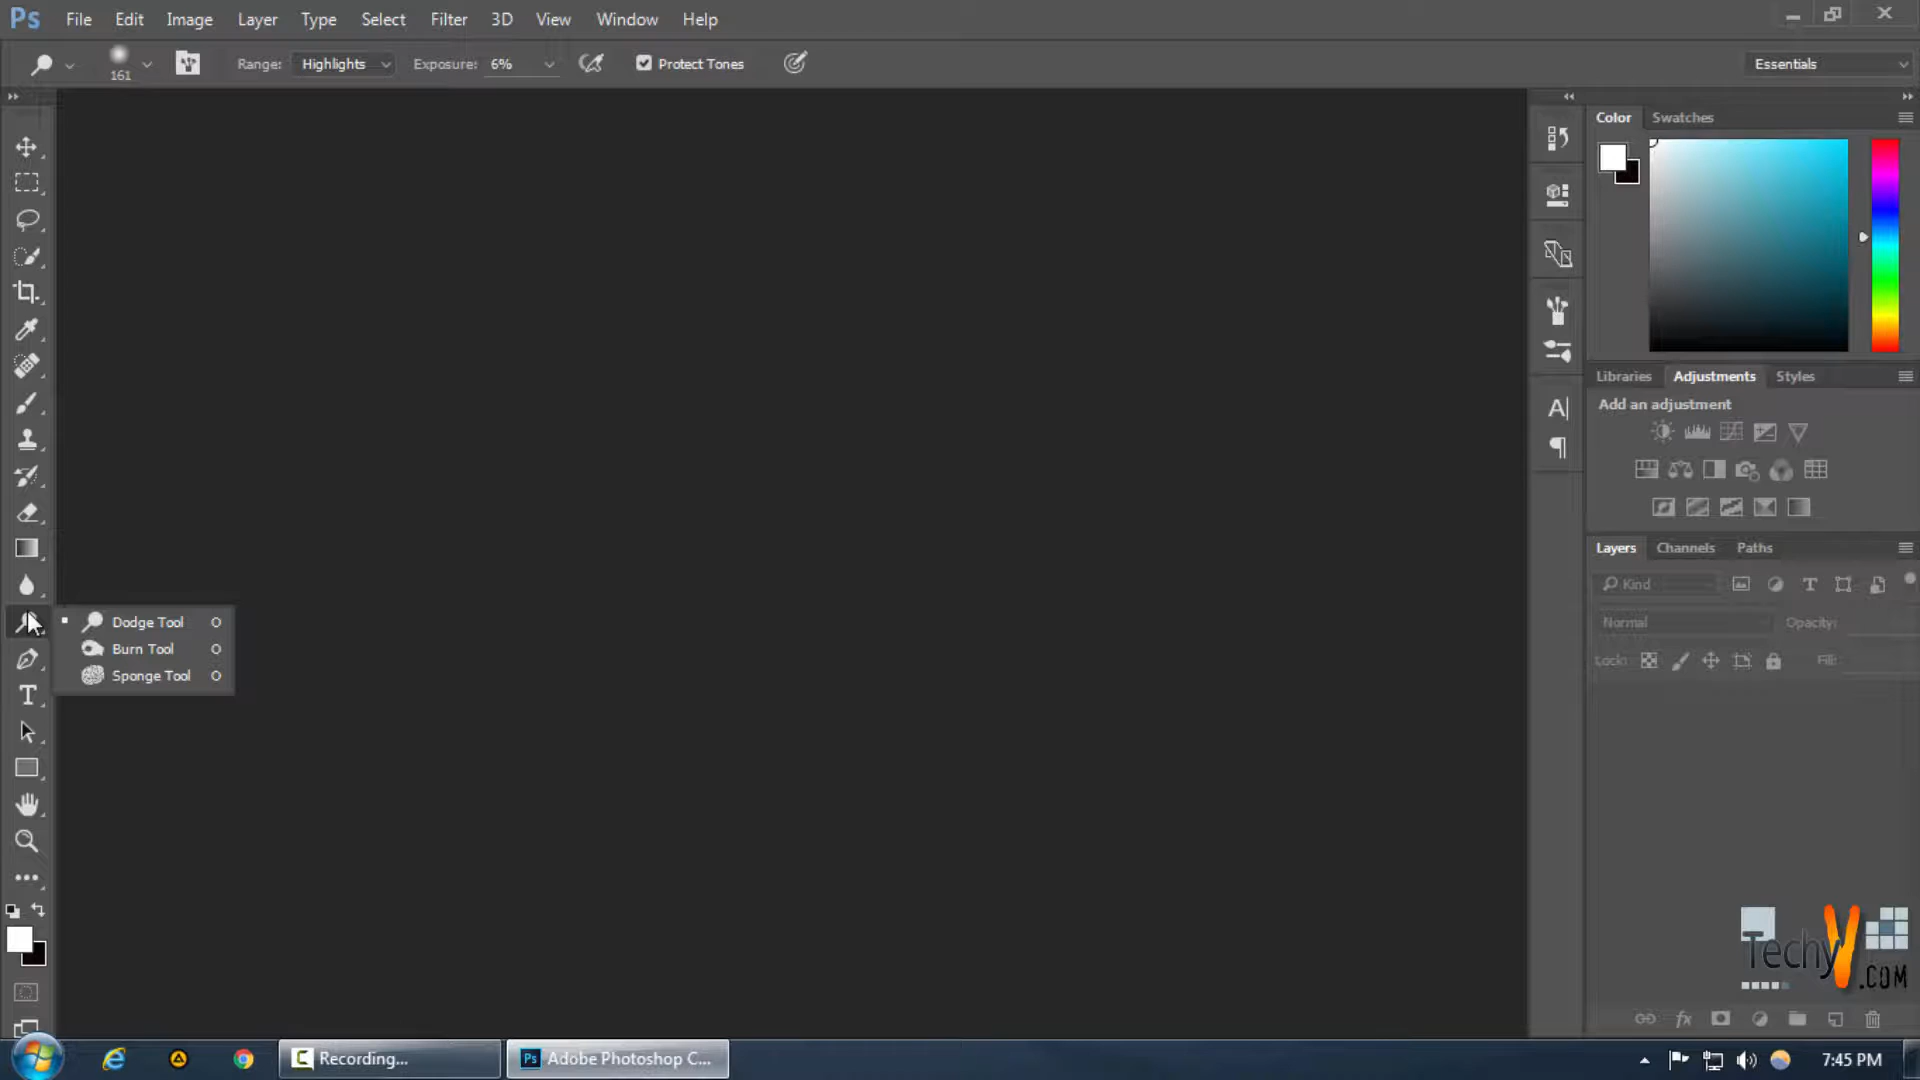 Ps File Edit Image Layer Type Select Filter 3D View Window Help
161 Range: Highlights Exposure: 6% Protect Tones Essentials
Color Swatches
Libraries Adjustments Styles
Add an adjustment
Layers Channels Paths
Kind
Normal Opacity:
Lock: Fill:
Dodge Tool O
Burn Tool O
Sponge Tool O
TechyV
.COM
Recording...
Ps Adobe Photoshop C...
7:45 PM